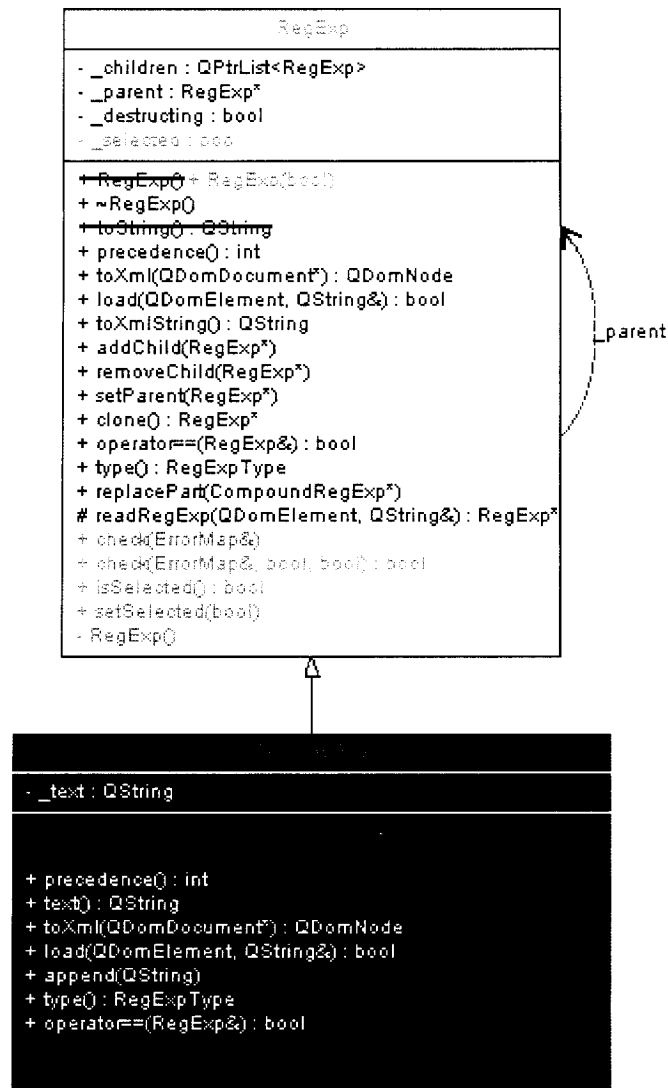 RegExp
- _children : QPtrList<RegExp>
- _parent : RegExp*
- _destructing : bool
- _selected : bool
+ RegExp() + RegExp(bool)
+ ~RegExp()
+ toString() : QString
+ precedence() : int
+ toXml(QDomDocument*) : QDomNode
+ load(QDomElement, QString&) : bool
+ toXmlString() : QString
+ addChild(RegExp*)
+ removeChild(RegExp*)
+ setParent(RegExp*)
+ clone() : RegExp*
+ operator==(RegExp&) : bool
+ type() : RegExpType
+ replacePart(CompoundRegExp*)
# readRegExp(QDomElement, QString&) : RegExp*
+ check(ErrorMap&)
+ check(ErrorMap&, bool, bool) : bool
+ isSelected() : bool
+ setSelected(bool)
- RegExp()
_parent
- _text : QString
+ precedence() : int
+ text() : QString
+ toXml(QDomDocument*) : QDomNode
+ load(QDomElement, QString&) : bool
+ append(QString)
+ type() : RegExpType
+ operator==(RegExp&) : bool